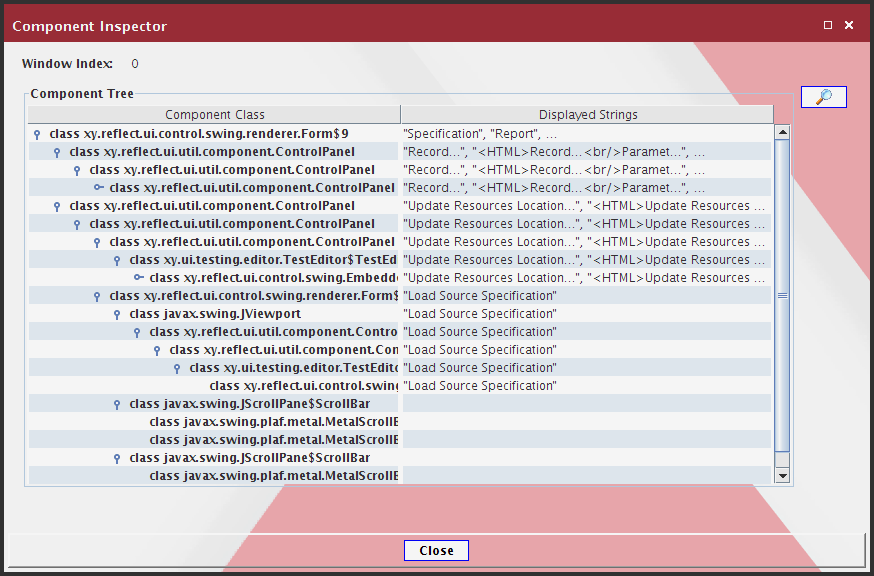 Component Inspector
Window Index: 0
Component Tree
Component Class Displayed Strings
class xy.reflect.ui.control.swing.renderer.Form$9 "Specification", "Report", ...
class xy.reflect.ui.util.component.ControlPanel "Record...", "<HTML>Record...<br/>Paramet...", ...
class xy.reflect.ui.util.component.ControlPanel "Record...", "<HTML>Record...<br/>Paramet...", ...
class xy.reflect.ui.util.component.ControlPanel "Record...", "<HTML>Record...<br/>Paramet...", ...
class xy.reflect.ui.util.component.ControlPanel "Update Resources Location...", "<HTML>Update Resources ...
class xy.reflect.ui.util.component.ControlPanel "Update Resources Location...", "<HTML>Update Resources ...
class xy.reflect.ui.util.component.ControlPanel "Update Resources Location...", "<HTML>Update Resources ...
class xy.ui.testing.editor.TestEditor$TestEd "Update Resources Location...", "<HTML>Update Resources ...
class xy.reflect.ui.control.swing.Embedd "Update Resources Location...", "<HTML>Update Resources ...
class xy.reflect.ui.control.swing.renderer.Form$ "Load Source Specification"
class javax.swing.JViewport "Load Source Specification"
class xy.reflect.ui.util.component.Contro "Load Source Specification"
class xy.reflect.ui.util.component.Con "Load Source Specification"
class xy.ui.testing.editor.TestEdito "Load Source Specification"
class xy.reflect.ui.control.swing "Load Source Specification"
class javax.swing.JScrollPane$ScrollBar
class javax.swing.plaf.metal.MetalScrollB
class javax.swing.plaf.metal.MetalScrollB
class javax.swing.JScrollPane$ScrollBar
class javax.swing.plaf.metal.MetalScrollB
Close